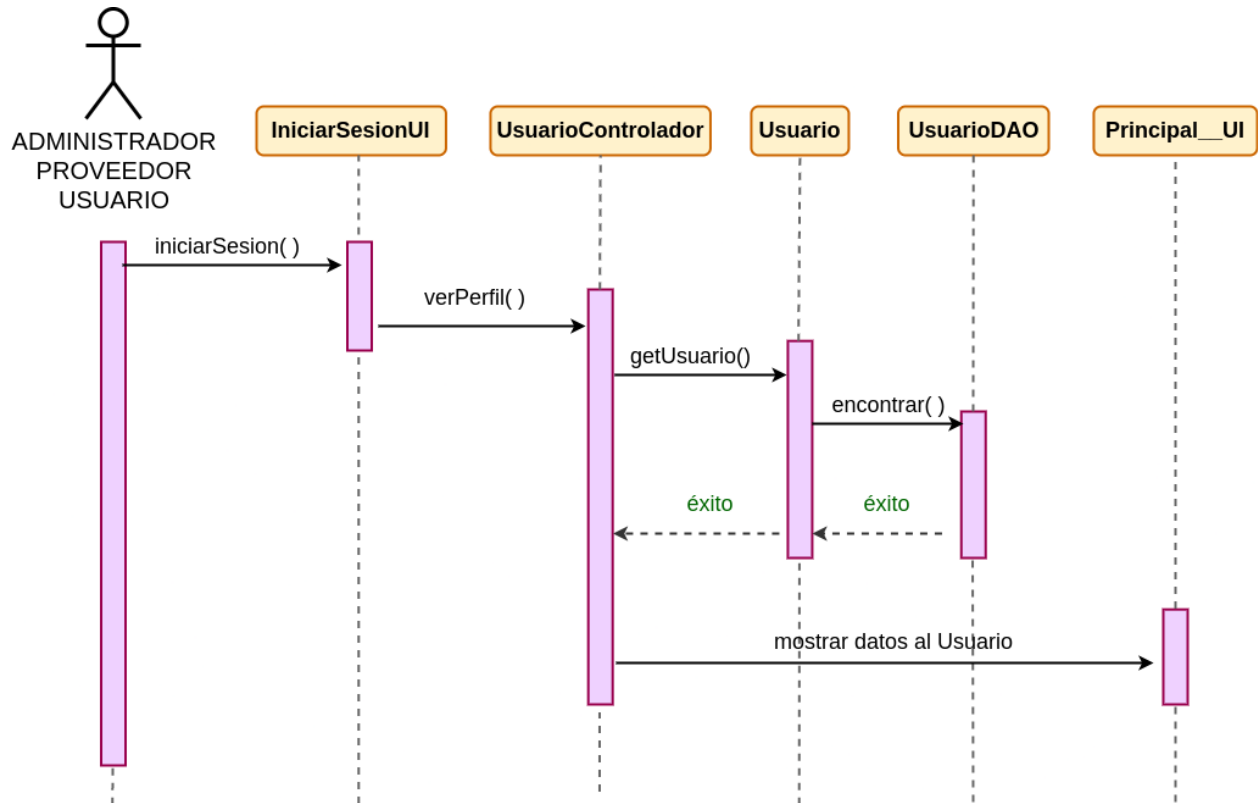 ADMINISTRADOR
PROVEEDOR
USUARIO
IniciarSesionUI
UsuarioControlador
Usuario
UsuarioDAO
Principal__UI
iniciarSesion( )
verPerfil( )
getUsuario()
encontrar( )
éxito
éxito
mostrar datos al Usuario